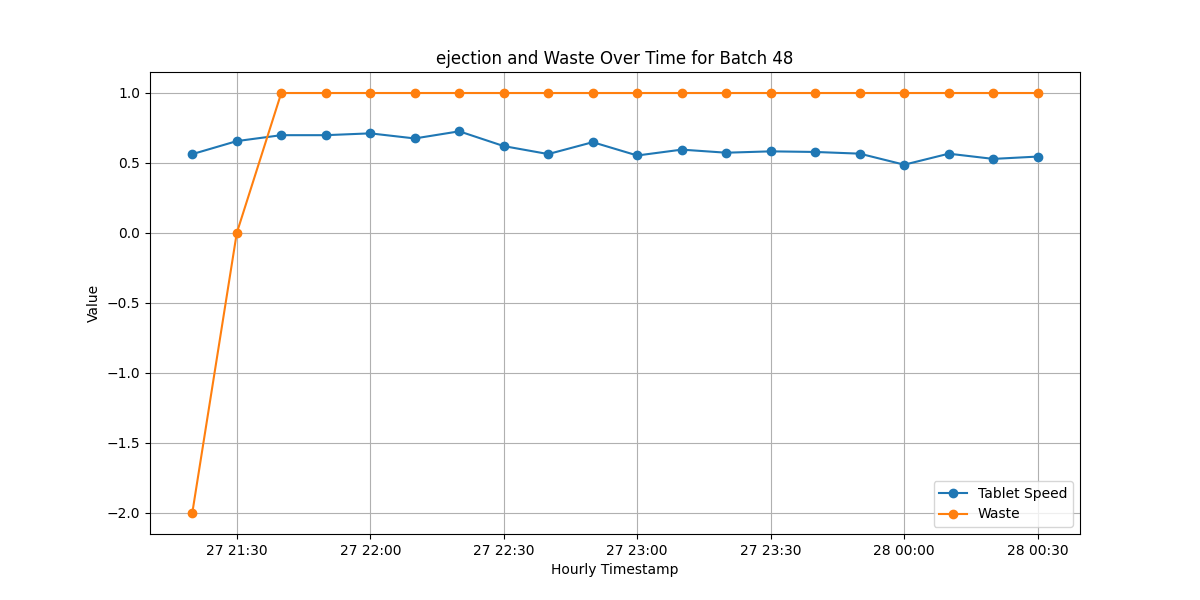 ejection and Waste Over Time for Batch 48
1.0
0.5
0.0
−0.5
−1.0
−1.5
−2.0
Value
27 21:30
27 22:00
27 22:30
27 23:00
27 23:30
28 00:00
28 00:30
Hourly Timestamp
Tablet Speed
Waste